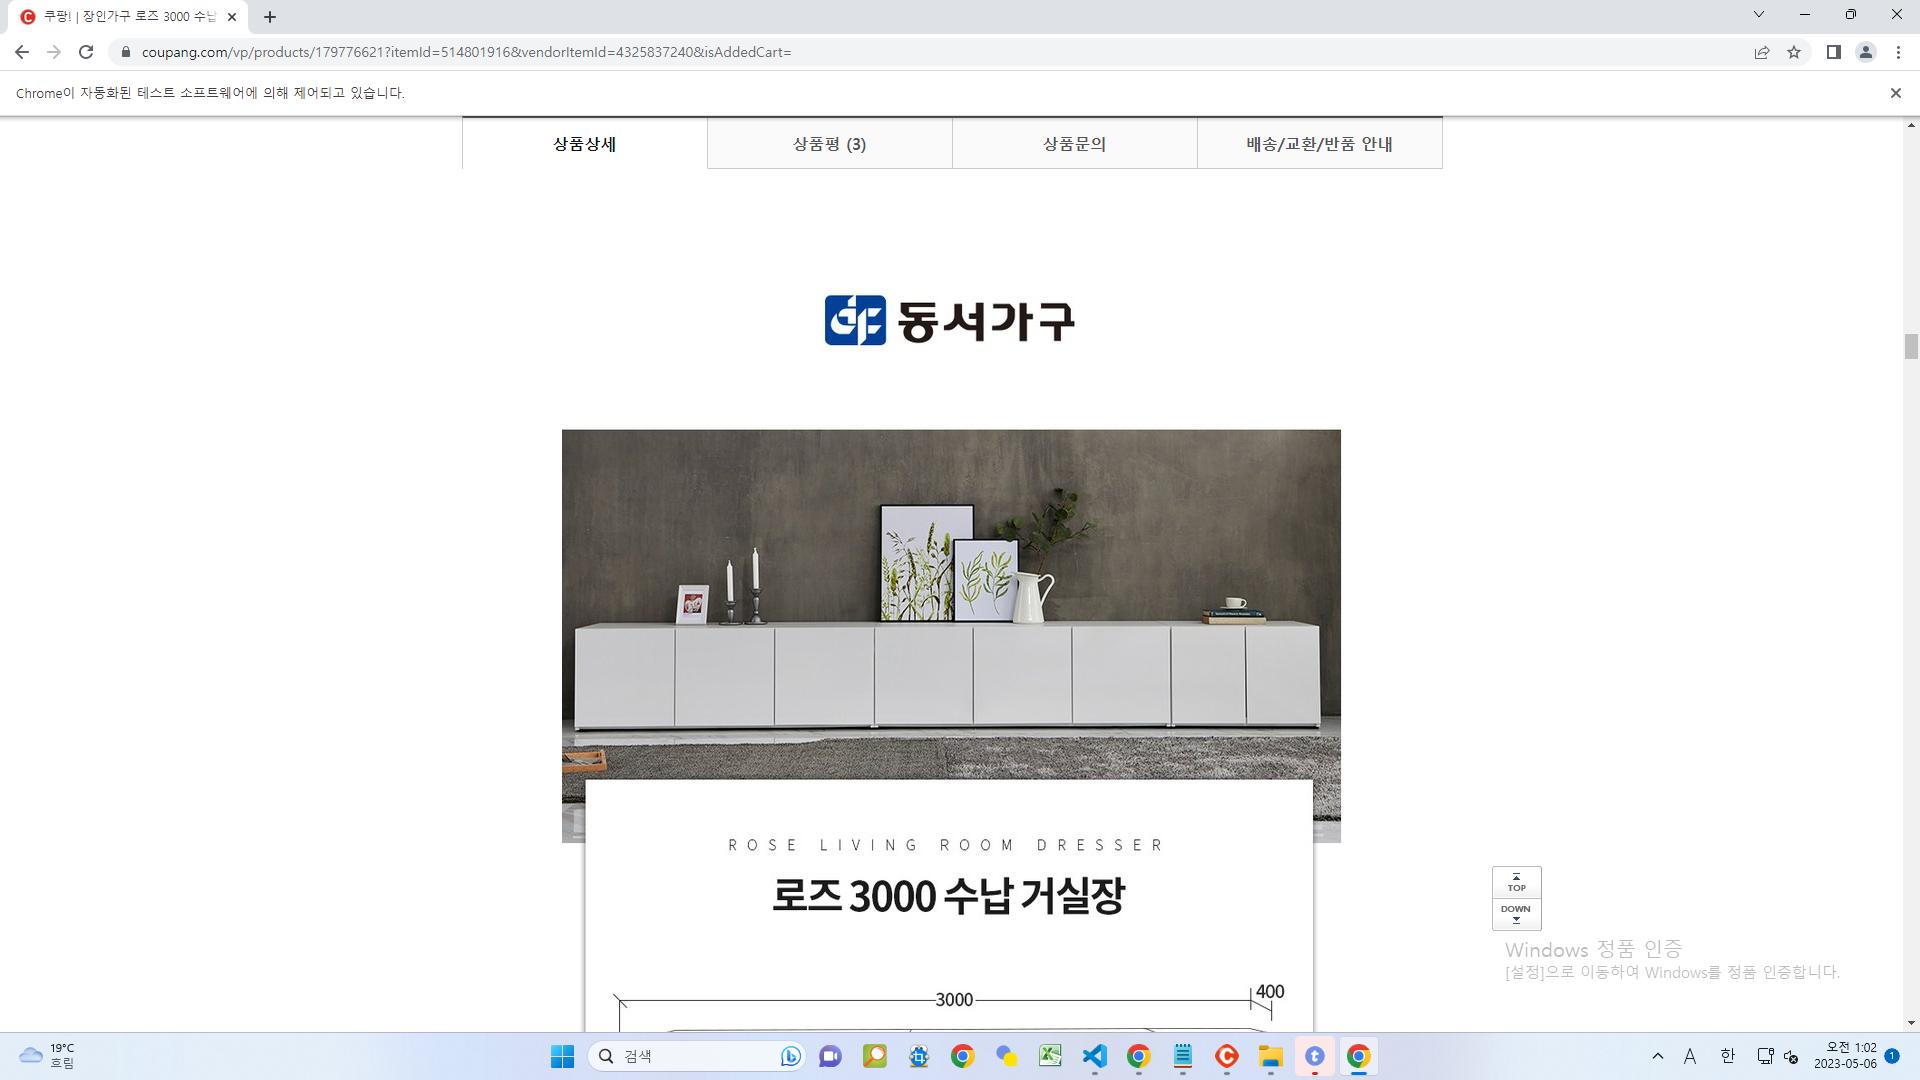 쿠팡! | 장인가구 로즈 3000 수납
coupang.com/vp/products/179776621?itemId=514801916&vendorItemId=4325837240&isAddedCart=
Chrome이 자동화된 테스트 소프트웨어에 의해 제어되고 있습니다.
상품상세
상품평 (3)
상품문의
배송/교환/반품 안내
동서가구
ROSE LIVING ROOM DRESSER
로즈 3000 수납 거실장
3000
400
TOP
DOWN
Windows 정품 인증
[설정]으로 이동하여 Windows를 정품 인증합니다.
19°C
흐림
검색
A
한
오전 1:02
2023-05-06
1